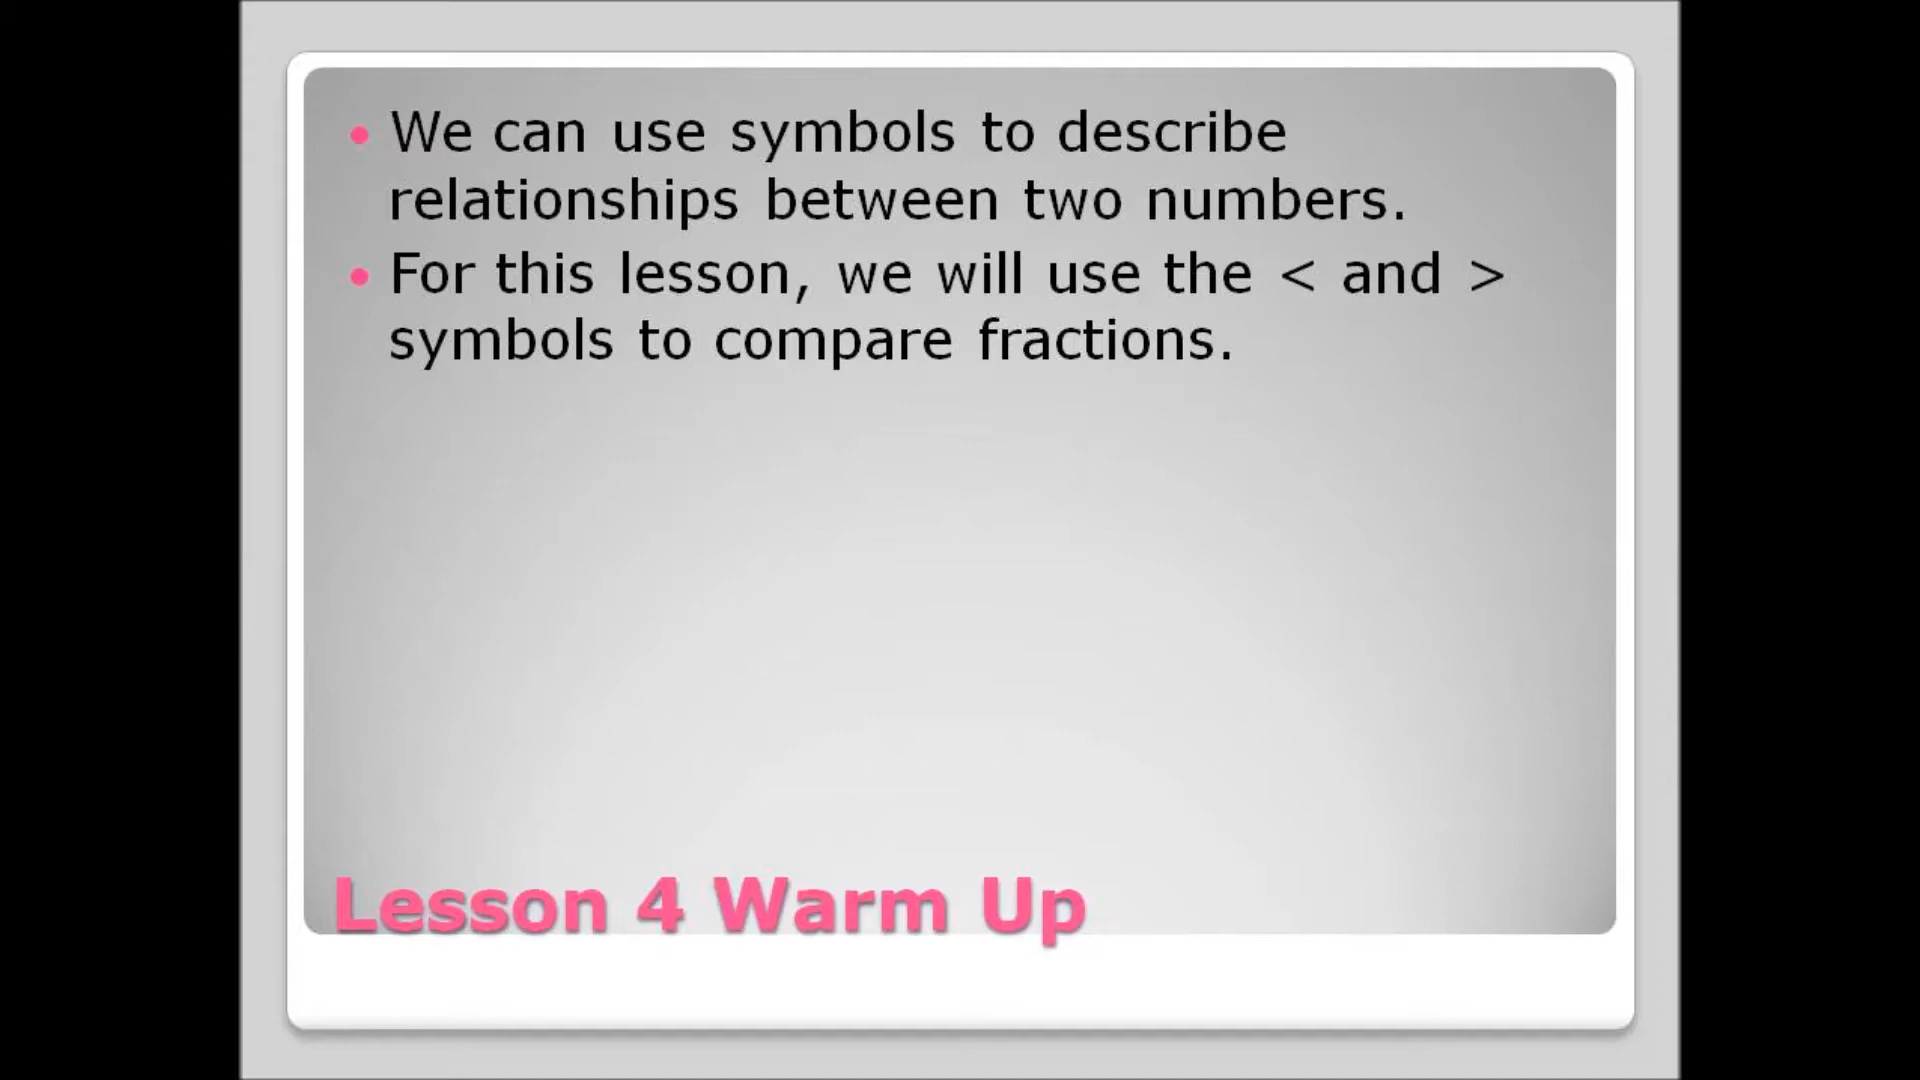 • We can use symbols to describe
relationships between two numbers.
• For this lesson, we will use the < and >
symbols to compare fractions.
Lesson 4 Warm Up